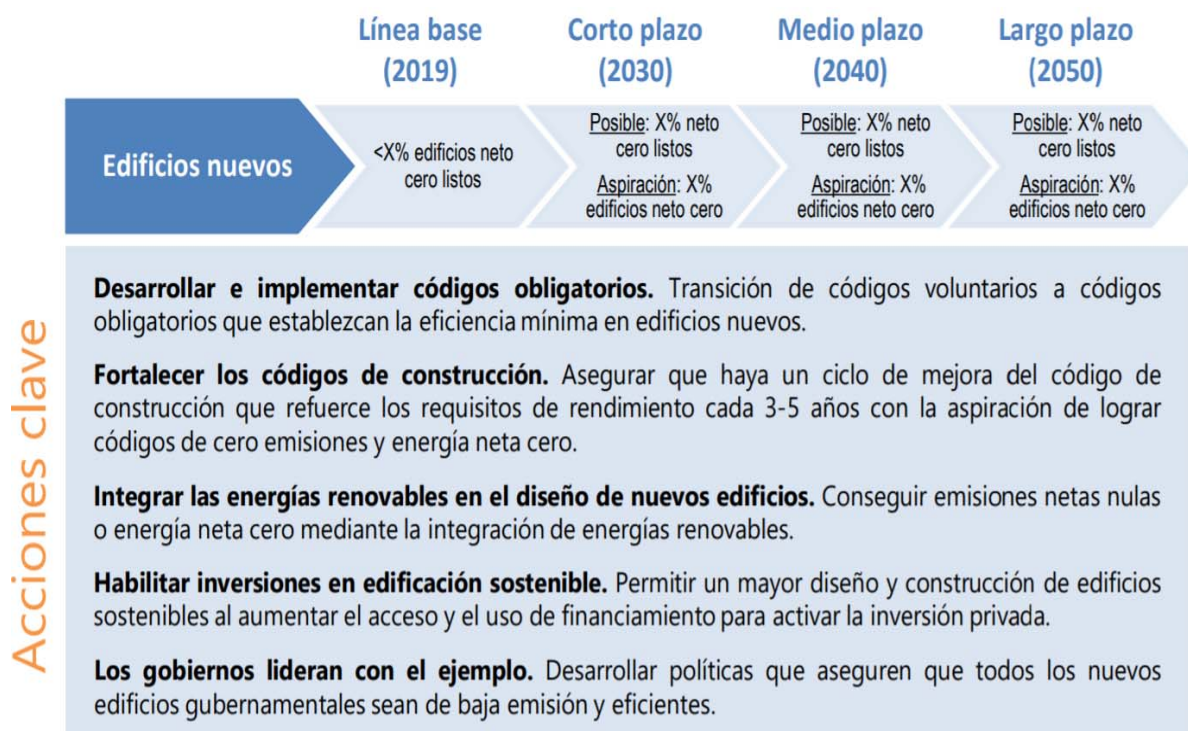 Línea base
(2019)
Corto plazo
(2030)
Medio plazo
(2040)
Largo plazo
(2050)
Edificios nuevos
<X% edificios neto
cero listos
Posible: X% neto
cero listos
Aspiración: X%
edificios neto cero
Posible: X% neto
cero listos
Aspiración: X%
edificios neto cero
Posible: X% neto
cero listos
Aspiración: X%
edificios neto cero
Acciones clave
Desarrollar e implementar códigos obligatorios. Transición de códigos voluntarios a códigos
obligatorios que establezcan la eficiencia mínima en edificios nuevos.
Fortalecer los códigos de construcción. Asegurar que haya un ciclo de mejora del código de
construcción que refuerce los requisitos de rendimiento cada 3-5 años con la aspiración de lograr
códigos de cero emisiones y energía neta cero.
Integrar las energías renovables en el diseño de nuevos edificios. Conseguir emisiones netas nulas
o energía neta cero mediante la integración de energías renovables.
Habilitar inversiones en edificación sostenible. Permitir un mayor diseño y construcción de edificios
sostenibles al aumentar el acceso y el uso de financiamiento para activar la inversión privada.
Los gobiernos lideran con el ejemplo. Desarrollar políticas que aseguren que todos los nuevos
edificios gubernamentales sean de baja emisión y eficientes.